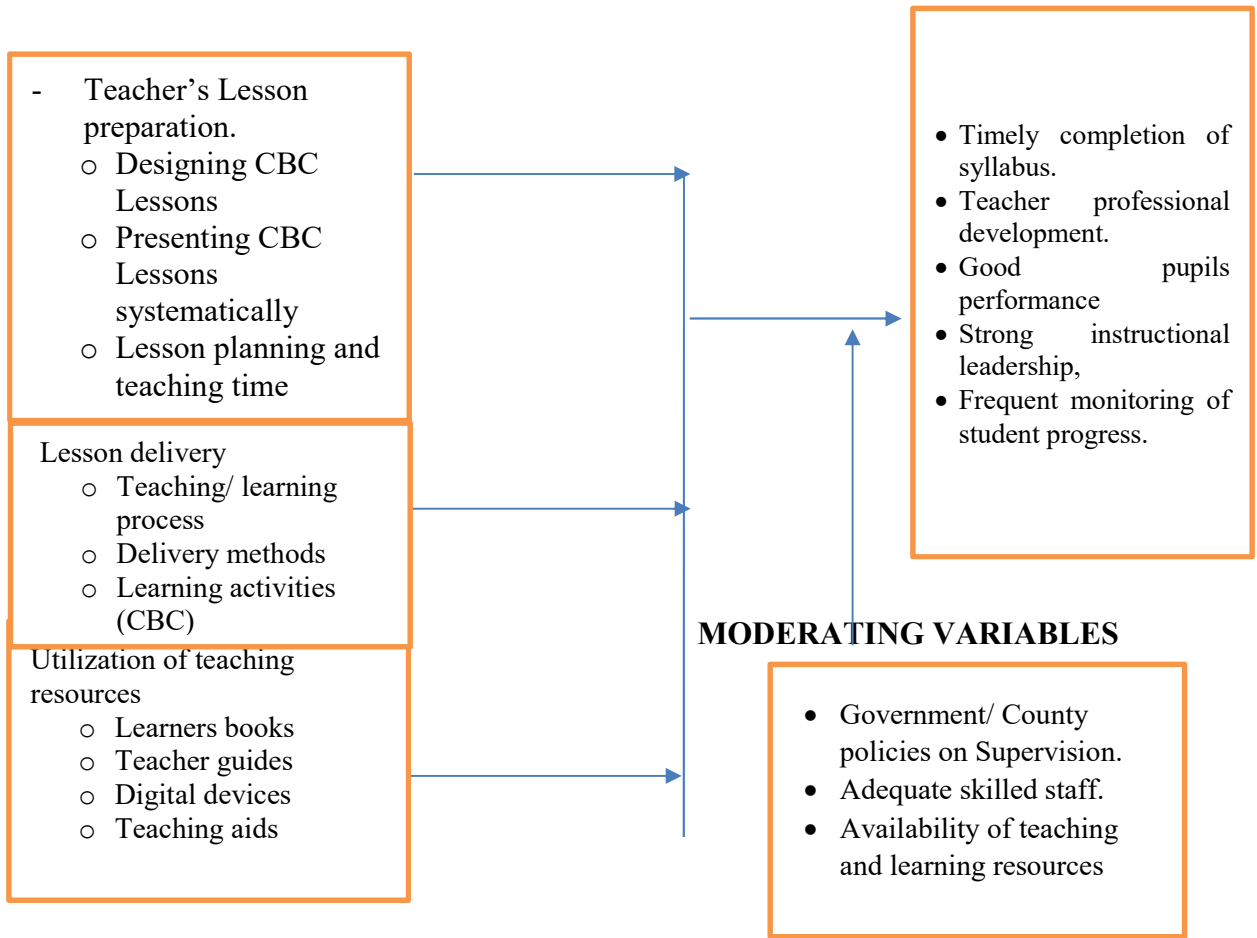 - Teacher's Lesson
preparation.
o Designing CBC
Lessons
o Presenting CBC
Lessons
systematically
o Lesson planning and
teaching time
Lesson delivery
o Teaching/ learning
process
o Delivery methods
o Learning activities
(CBC)
Utilization of teaching
resources
o Learners books
o Teacher guides
o Digital devices
o Teaching aids
• Timely completion of
syllabus.
• Teacher professional
development.
• Good pupils
performance
• Strong instructional
leadership,
• Frequent monitoring of
student progress.
MODERATING VARIABLES
• Government/ County
policies on Supervision.
• Adequate skilled staff.
• Availability of teaching
and learning resources